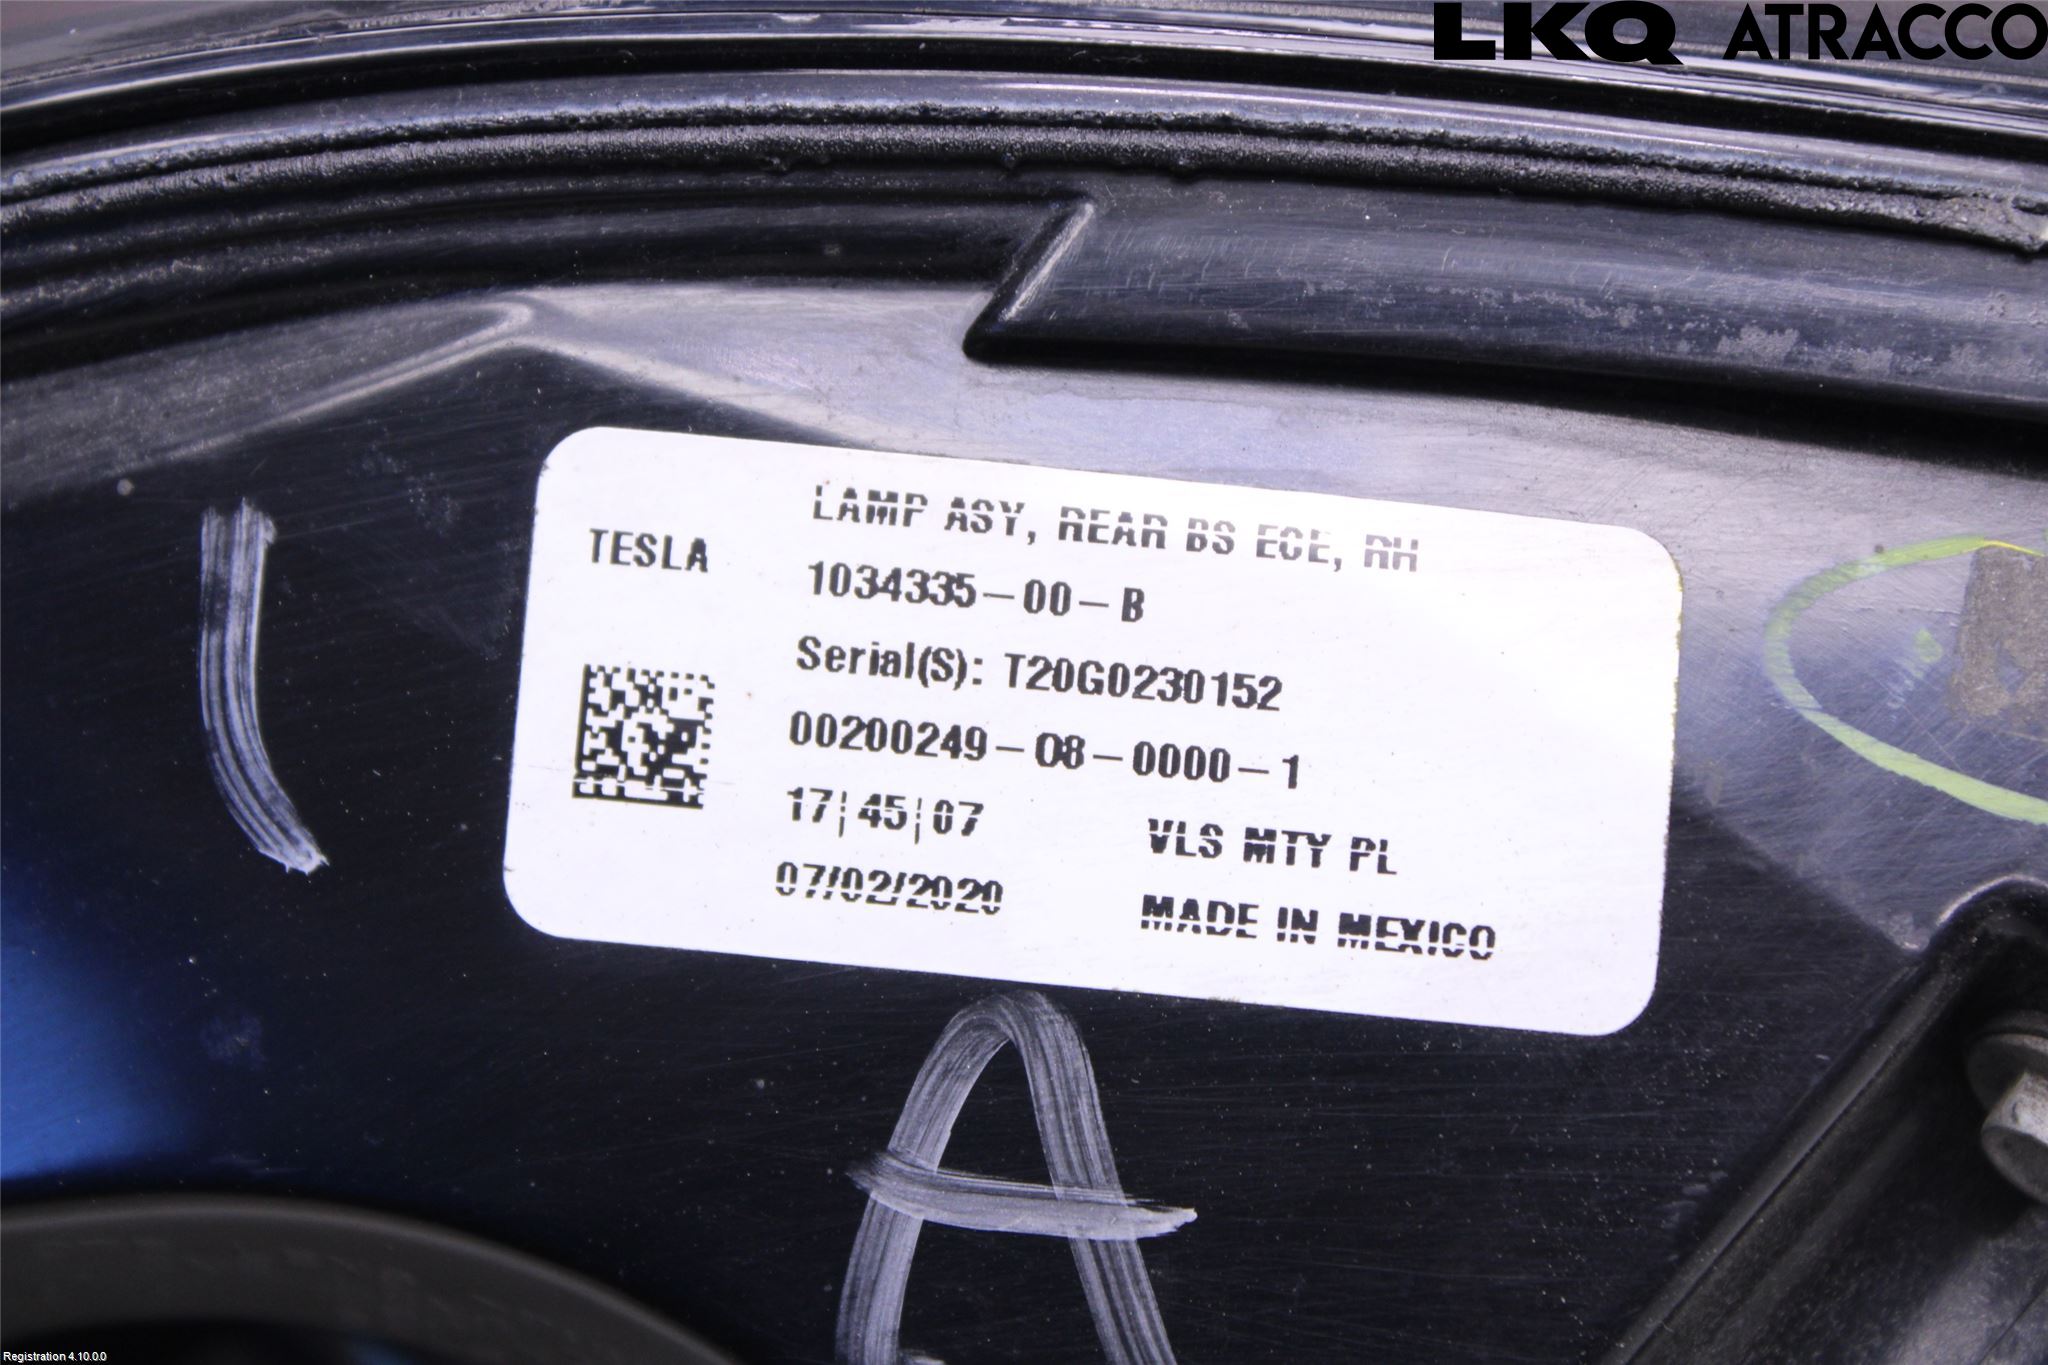 LKQ ATRACCO
LAMP ASY, REAR BS ECE, RH
TESLA
1034335-00-B
Serial(S): T20G0230152
00200249-08-0000-1
17|45|07
VLS MTY PL
07/02/2020
MADE IN MEXICO
A
Registration 4.10.0.0